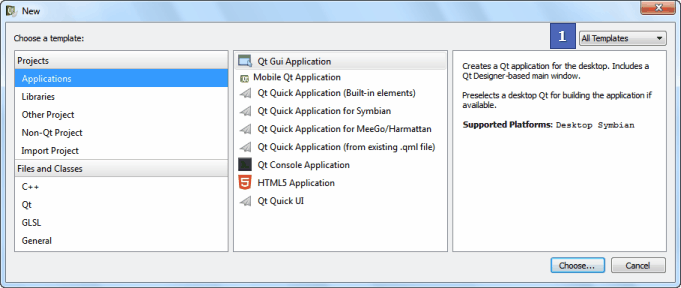 New
Choose a template:
1
All Templates
Projects
Applications
Libraries
Other Project
Non-Qt Project
Import Project
Files and Classes
C++
Qt
GLSL
General
Qt Gui Application
Mobile Qt Application
Qt Quick Application (Built-in elements)
Qt Quick Application for Symbian
Qt Quick Application for MeeGo/Harmattan
Qt Quick Application (from existing .qml file)
Qt Console Application
5
HTML5 Application
Qt Quick UI
Creates a Qt application for the desktop. Includes a
Qt Designer-based main window.
Preselects a desktop Qt for building the application if
available.
Supported Platforms: Desktop Symbian
Choose...
Cancel